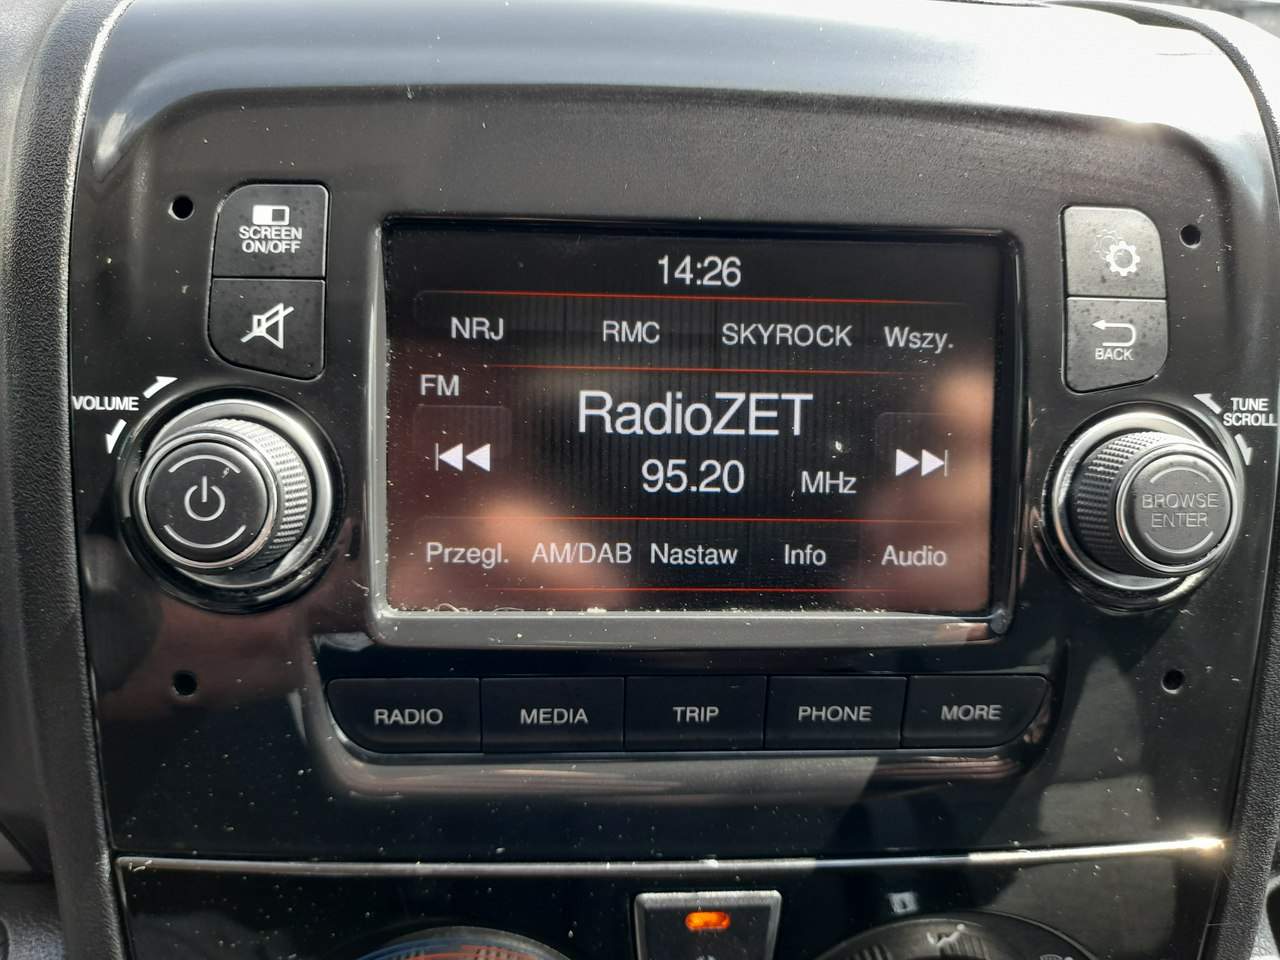 SCREEN
ON/OFF
14:26
NRJ RMC SKYROCK Wszy.
BACK
FM
RadioZET
95.20 MHz
VOLUME
TUNE
SCROLL
BROWSE
ENTER
Przegl. AM/DAB Nastaw Info Audio
RADIO MEDIA TRIP PHONE MORE